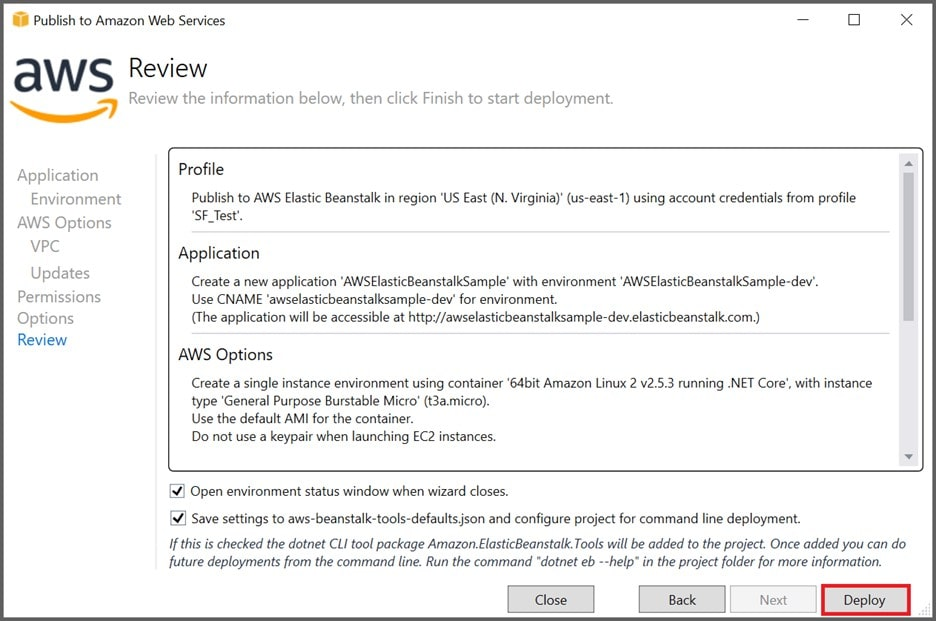 Publish to Amazon Web Services
aws
Review
Review the information below, then click Finish to start deployment.
Application
Environment
AWS Options
VPC
Updates
Permissions
Options
Review
Profile
Publish to AWS Elastic Beanstalk in region 'US East (N. Virginia)' (us-east-1) using account credentials from profile
'SF_Test'.
Application
Create a new application 'AWSElasticBeanstalkSample' with environment 'AWSElasticBeanstalkSample-dev'.
Use CNAME 'awselasticbeanstalksample-dev' for environment.
(The application will be accessible at http://awselasticbeanstalksample-dev.elasticbeanstalk.com.)
AWS Options
Create a single instance environment using container '64bit Amazon Linux 2 v2.5.3 running .NET Core', with instance
type 'General Purpose Burstable Micro' (t3a.micro).
Use the default AMI for the container.
Do not use a keypair when launching EC2 instances.
Open environment status window when wizard closes.
Save settings to aws-beanstalk-tools-defaults.json and configure project for command line deployment.
If this is checked the dotnet CLI tool package Amazon.ElasticBeanstalk.Tools will be added to the project. Once added you can do
future deployments from the command line. Run the command "dotnet eb --help" in the project folder for more information.
Close
Back
Next
Deploy